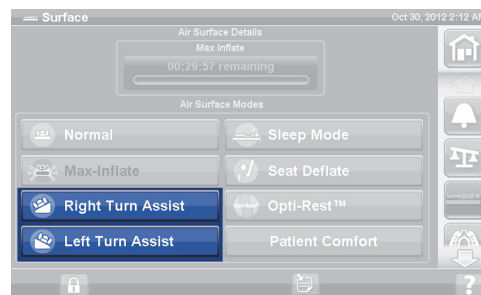 Surface
Oct 30, 2012 2:12 A
Air Surface Details
Max Inflate
00:29:57 remaining
Air Surface Modes
Normal
Sleep Mode
Max-Inflate
Seat Deflate
Right Turn Assist
Opti-Rest™
Left Turn Assist
Patient Comfort
?